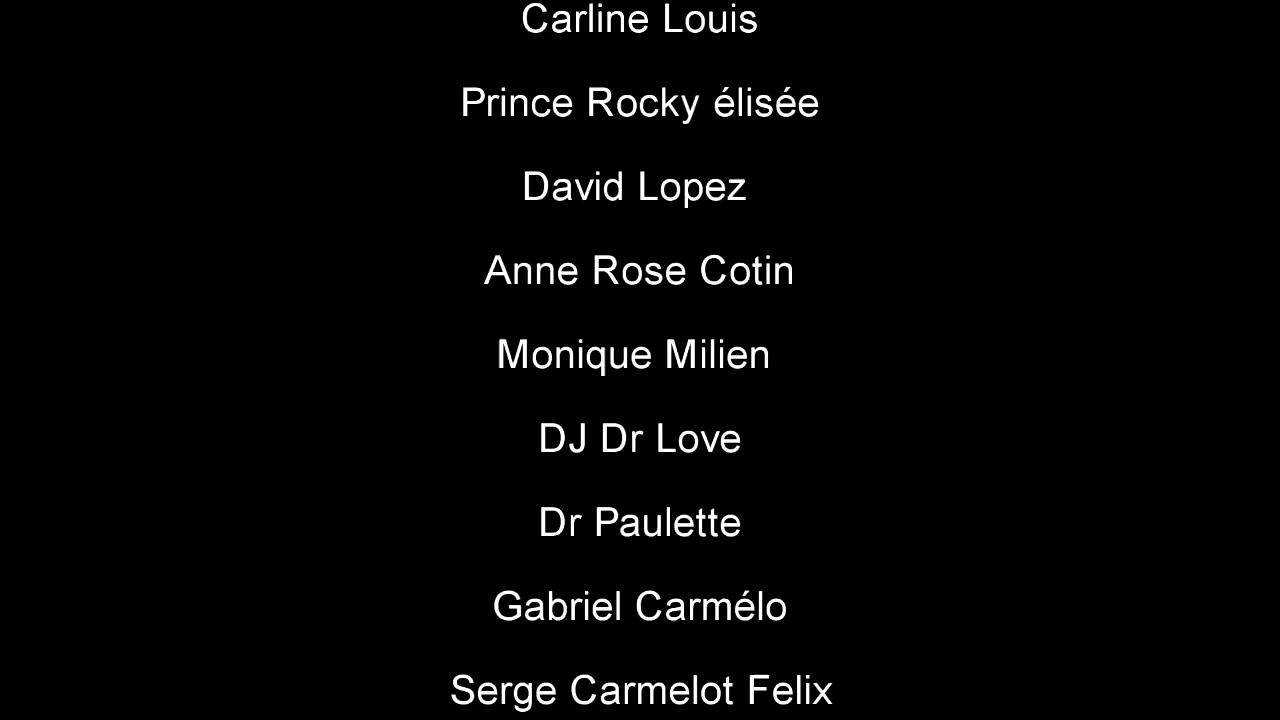 Carline Louis
Prince Rocky élisée
David Lopez
Anne Rose Cotin
Monique Milien
DJ Dr Love
Dr Paulette
Gabriel Carmélo
Serge Carmelot Felix